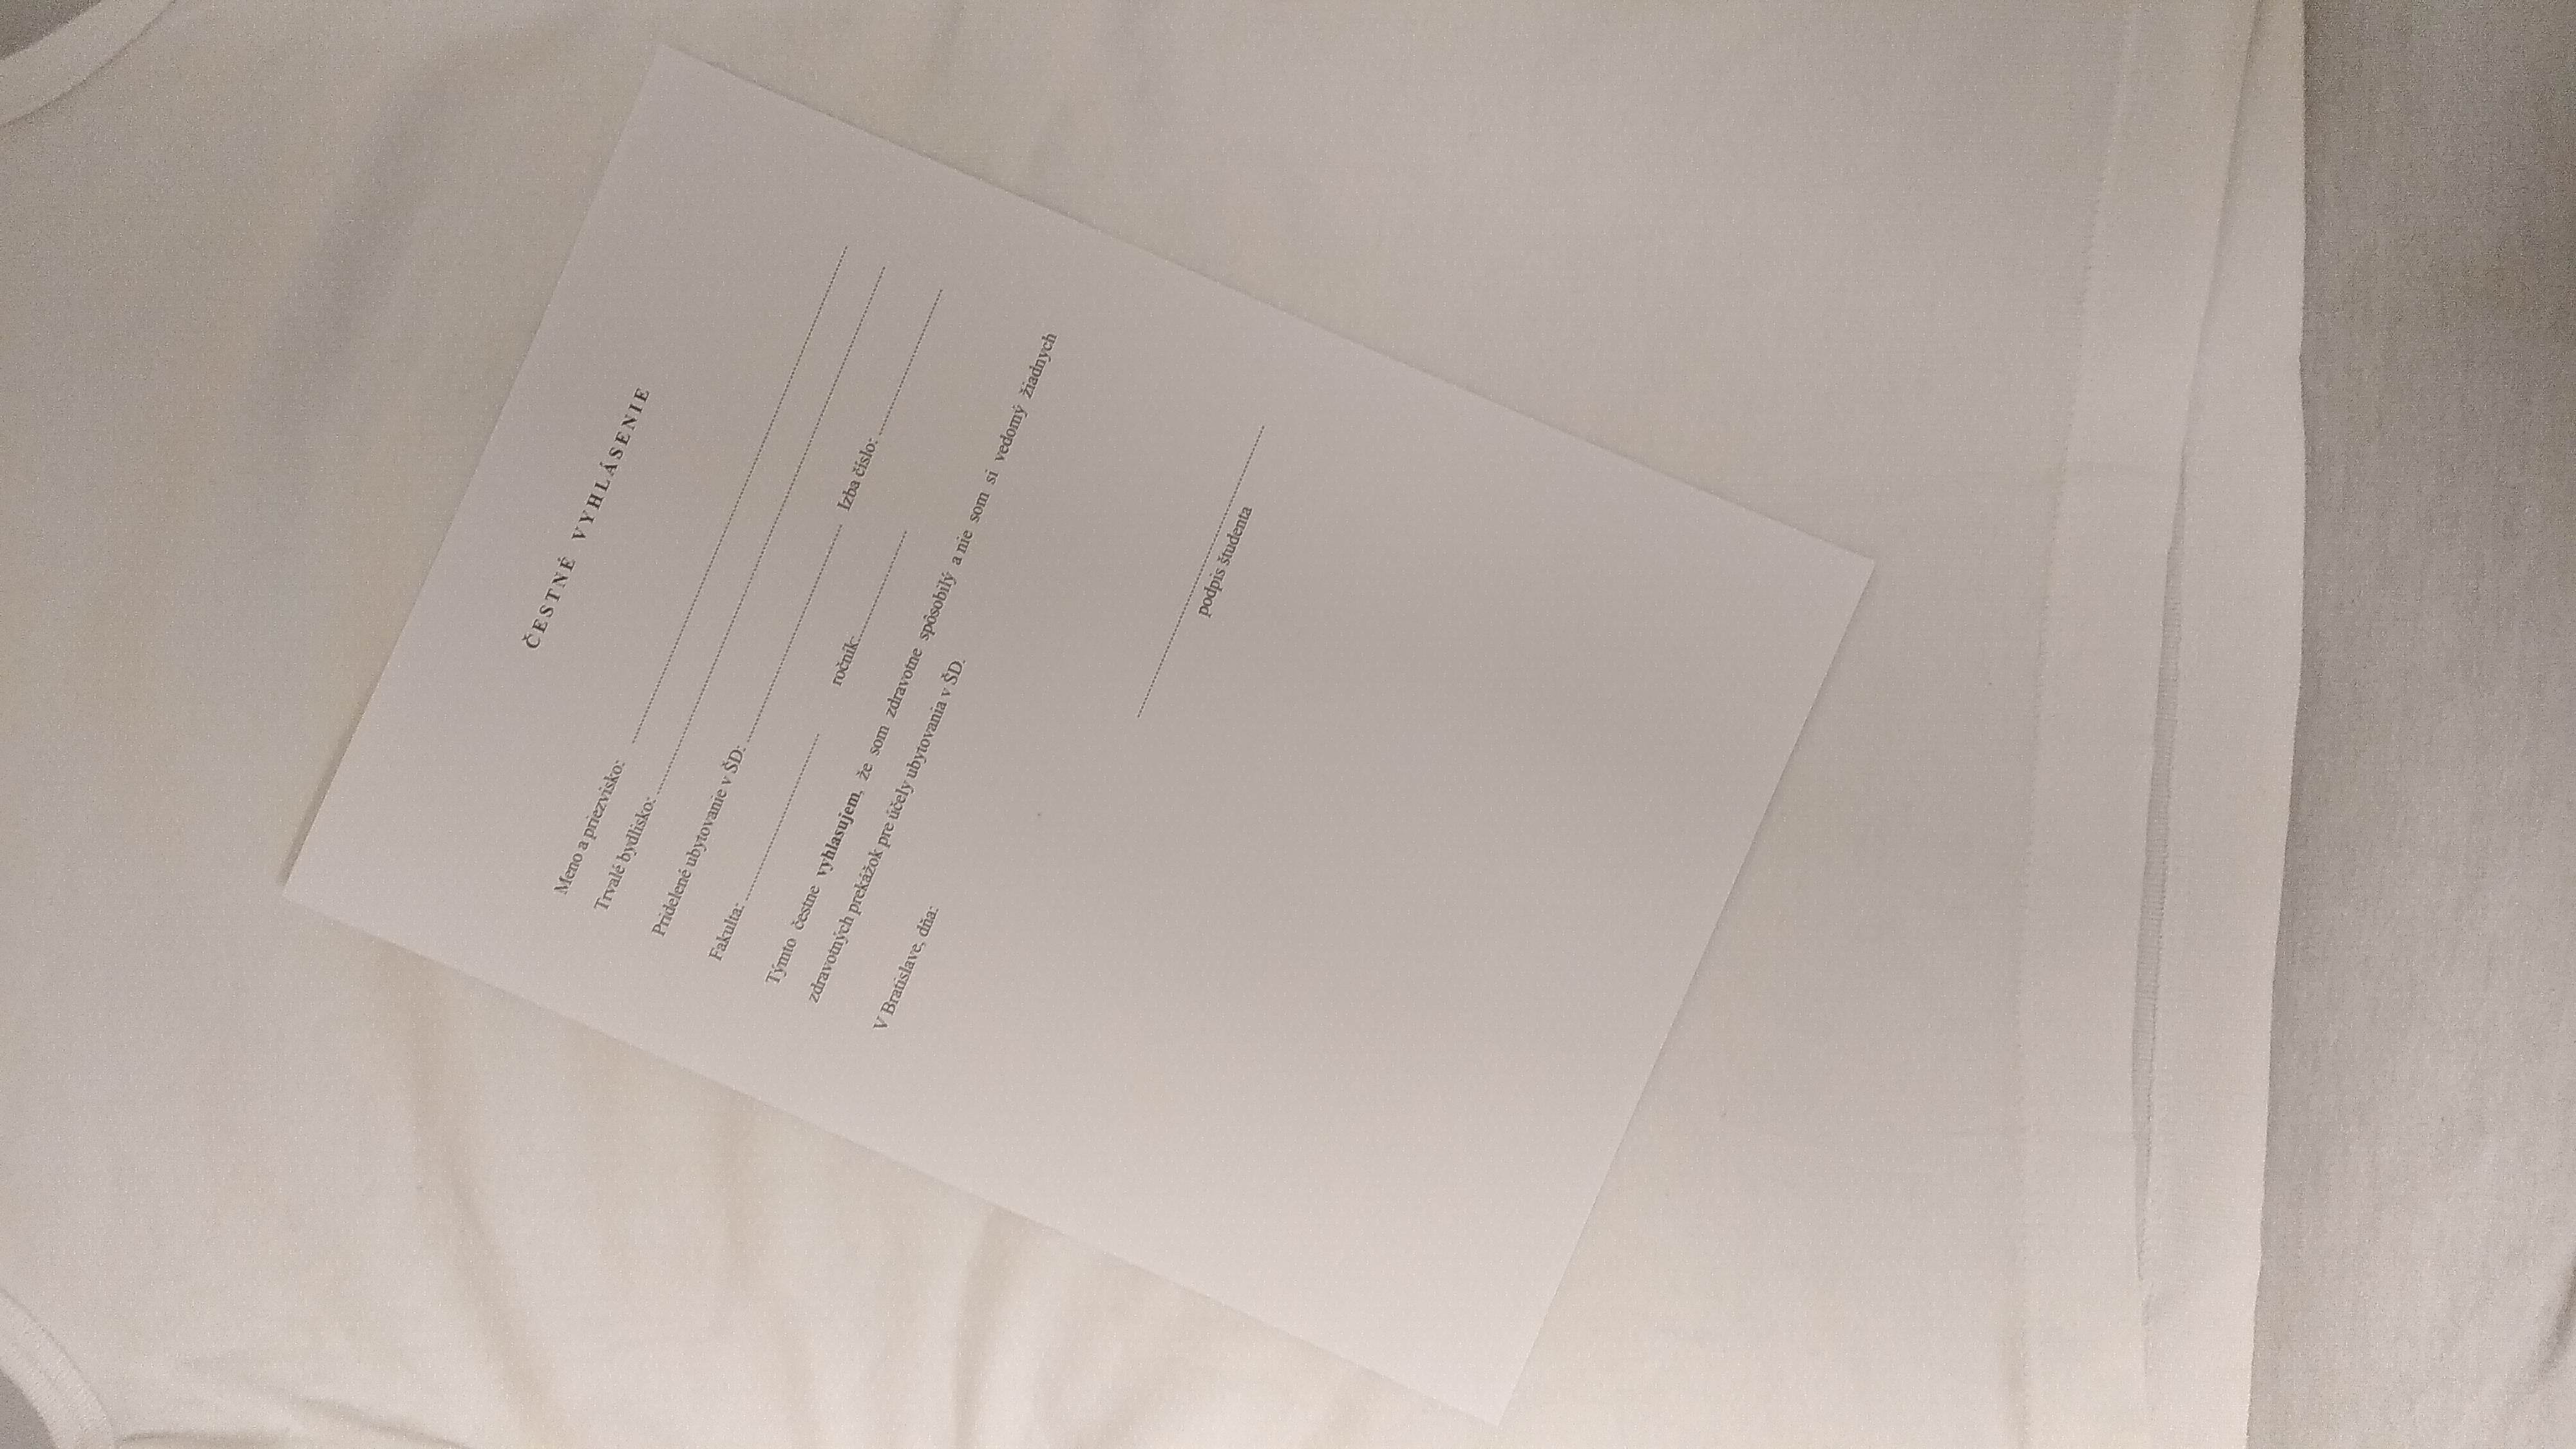 ČESTNÉ VYHLÁSENIE
Meno a priezvisko: ................................................................................
Trvalé bydlisko: ................................................................................
Pridelené ubytovanie v ŠD: ........................................ Izba číslo: ..............................
Fakulta: .............................. ročník:....................
Týmto čestne vyhlasujem, že som zdravotne spôsobilý a nie som si vedomý žiadnych
zdravotných prekážok pre účely ubytovania v ŠD.
V Bratislave, dňa:
..................................................
podpis študenta